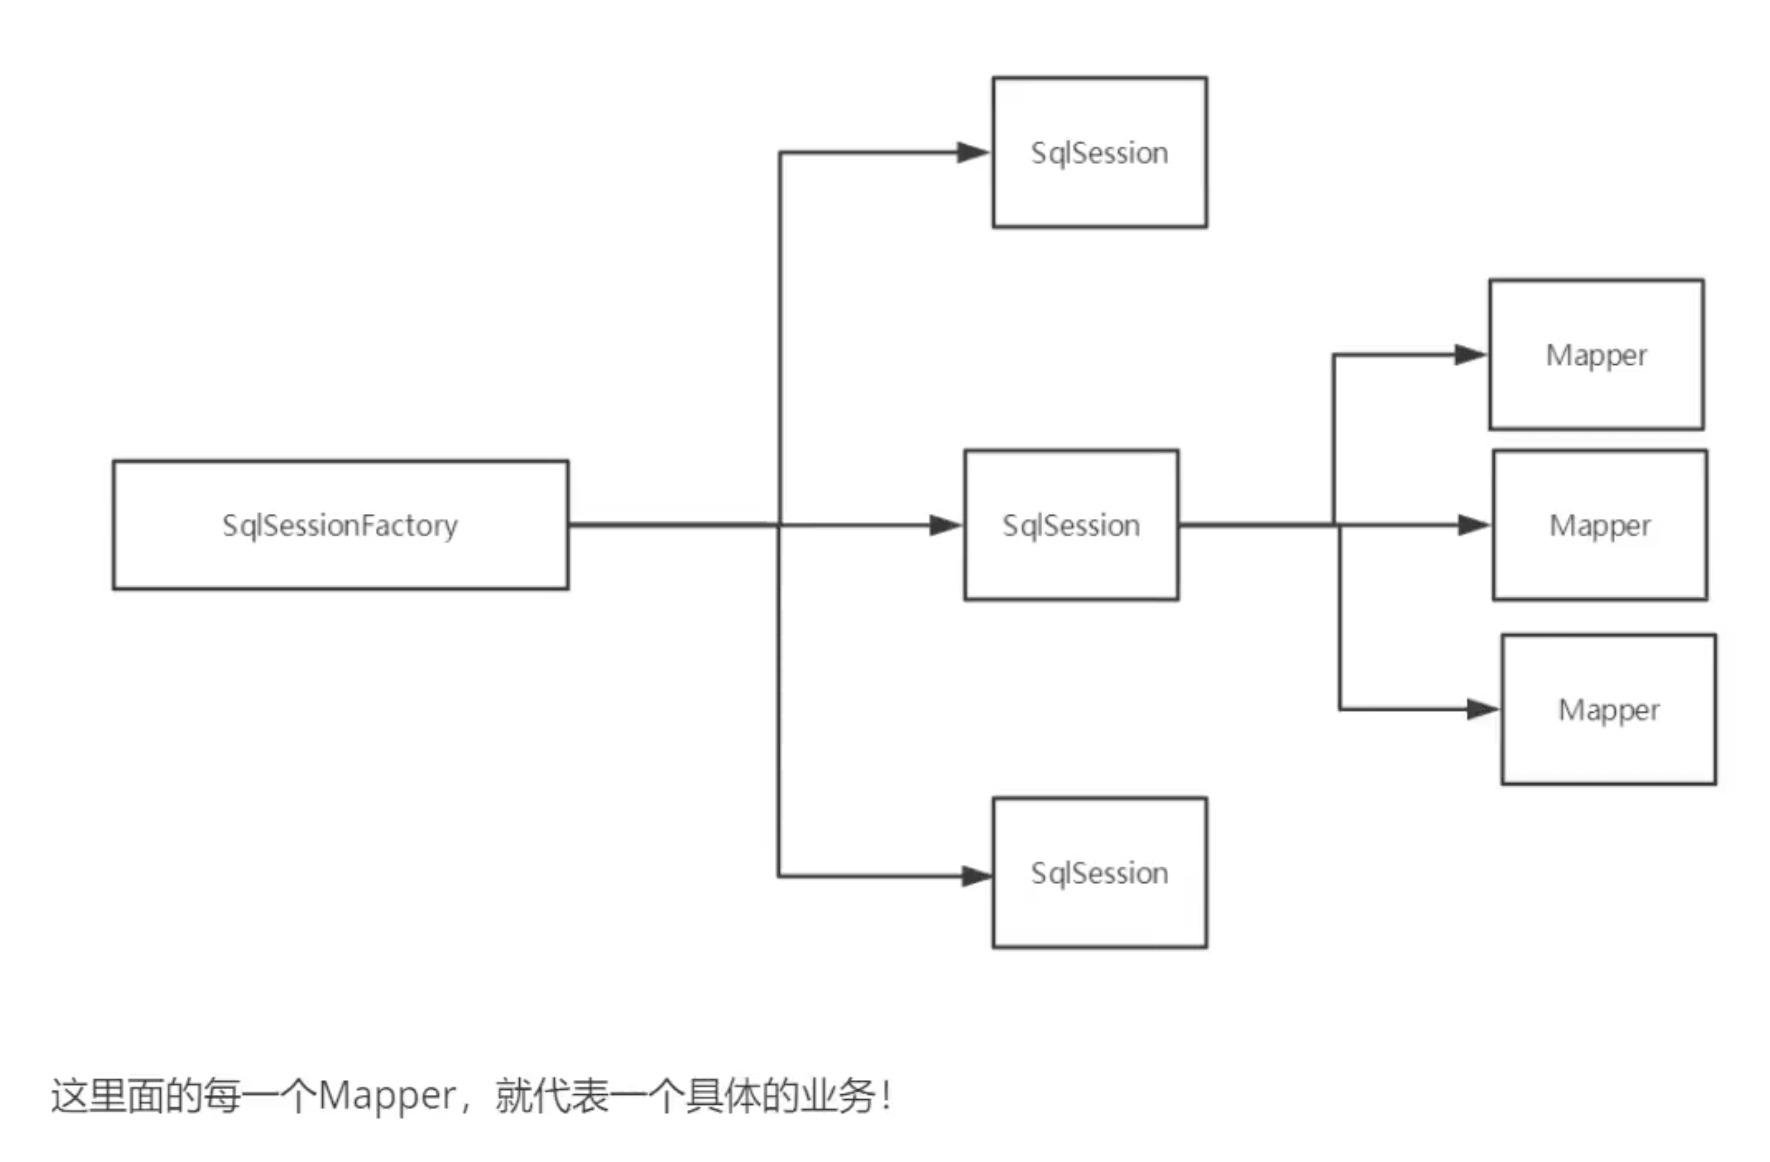 SqlSession
Mapper
SqlSessionFactory
SqlSession
Mapper
Mapper
SqlSession
这里面的每一个Mapper，就代表一个具体的业务！